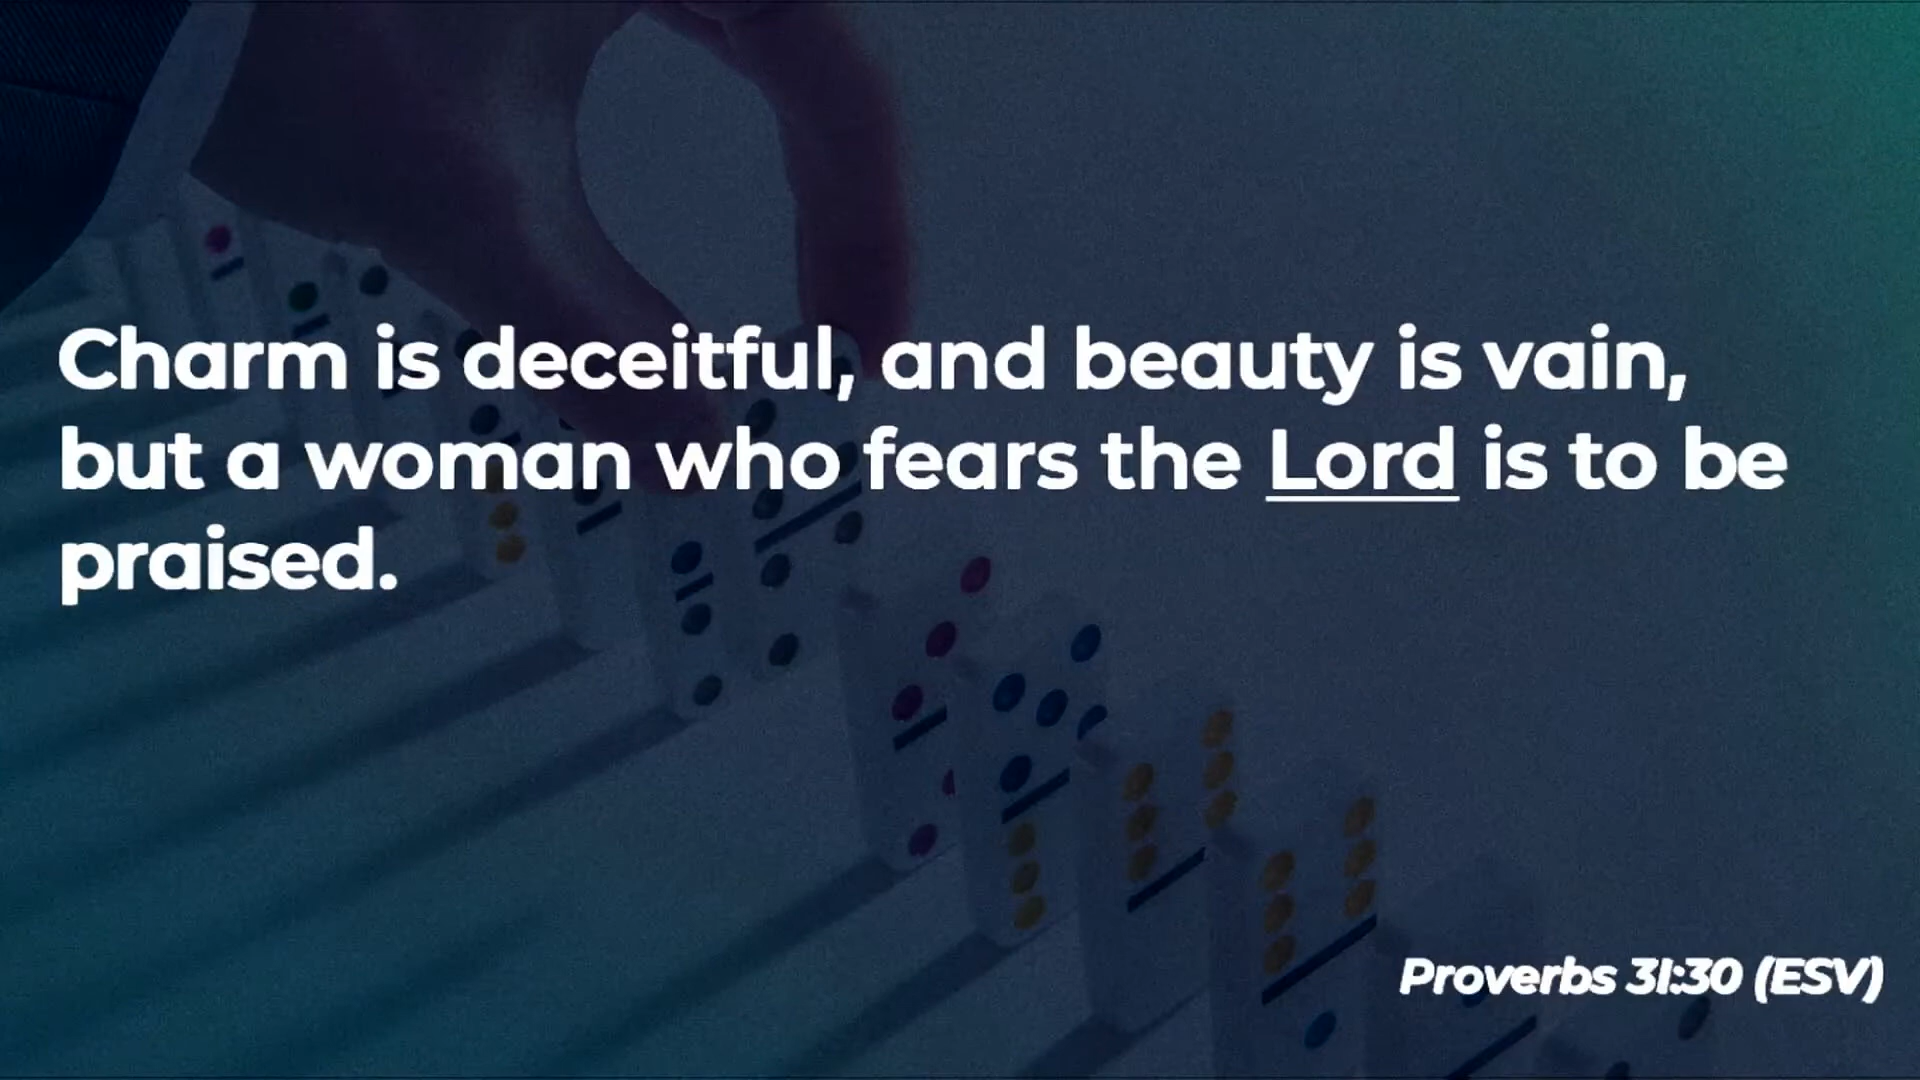 Charm is deceitful, and beauty is vain,
but a woman who fears the Lord is to be
praised.
Proverbs 31:30 (ESV)